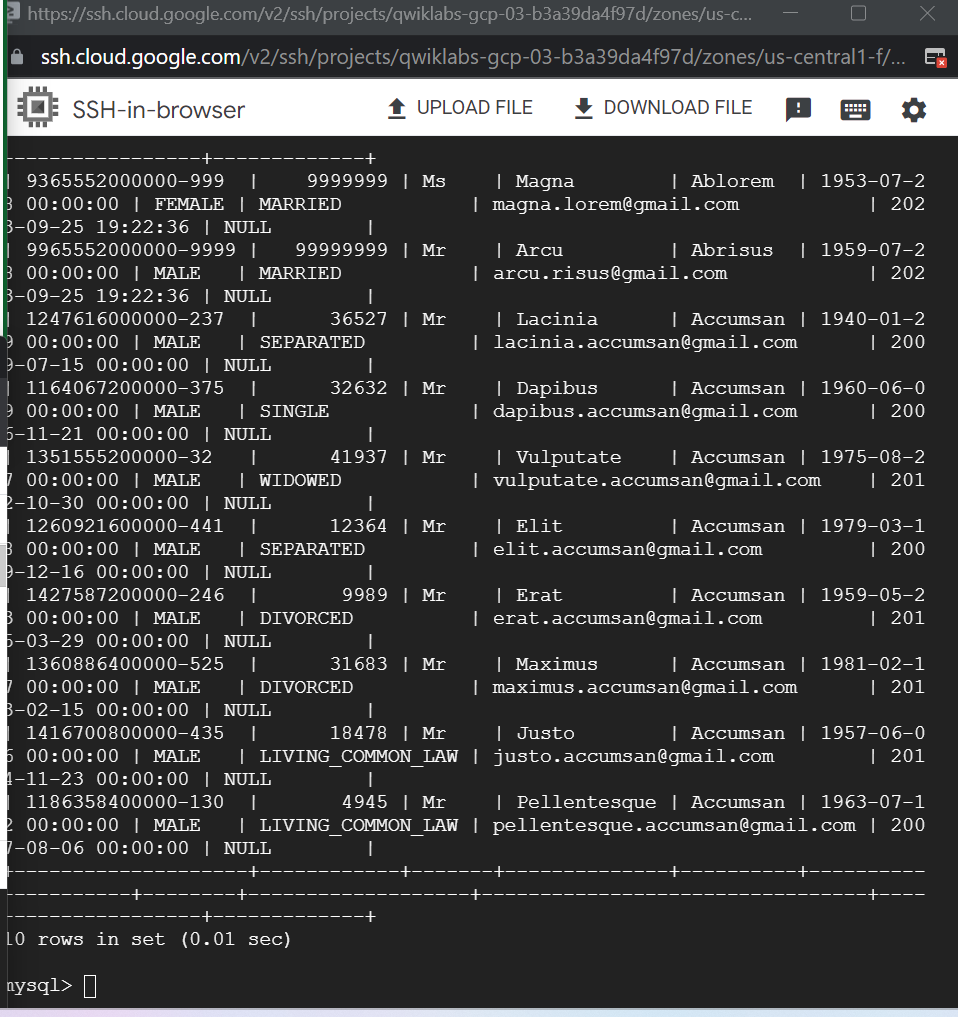 https://ssh.cloud.google.com/v2/ssh/projects/qwiklabs-gcp-03-b3a39da4f97d/zones/us-c...
ssh.cloud.google.com/v2/ssh/projects/qwiklabs-gcp-03-b3a39da4f97d/zones/us-central1-f/...
SSH-in-browser UPLOAD FILE DOWNLOAD FILE
-----------------+-------------+
| 9365552000000-999  |    9999999 | Ms    | Magna        | Ablorem  | 1953-07-2
3 00:00:00 | FEMALE | MARRIED           | magna.lorem@gmail.com           | 202
3-09-25 19:22:36 | NULL        |
| 9965552000000-9999 |   99999999 | Mr    | Arcu         | Abrisus  | 1959-07-2
3 00:00:00 | MALE   | MARRIED           | arcu.risus@gmail.com            | 202
3-09-25 19:22:36 | NULL        |
| 1247616000000-237  |      36527 | Mr    | Lacinia      | Accumsan | 1940-01-2
9 00:00:00 | MALE   | SEPARATED         | lacinia.accumsan@gmail.com      | 200
9-07-15 00:00:00 | NULL        |
| 1164067200000-375  |      32632 | Mr    | Dapibus      | Accumsan | 1960-06-0
9 00:00:00 | MALE   | SINGLE            | dapibus.accumsan@gmail.com      | 200
6-11-21 00:00:00 | NULL        |
| 1351555200000-32   |      41937 | Mr    | Vulputate    | Accumsan | 1975-08-2
7 00:00:00 | MALE   | WIDOWED           | vulputate.accumsan@gmail.com    | 201
2-10-30 00:00:00 | NULL        |
| 1260921600000-441  |      12364 | Mr    | Elit         | Accumsan | 1979-03-1
3 00:00:00 | MALE   | SEPARATED         | elit.accumsan@gmail.com         | 200
9-12-16 00:00:00 | NULL        |
| 1427587200000-246  |       9989 | Mr    | Erat         | Accumsan | 1959-05-2
3 00:00:00 | MALE   | DIVORCED          | erat.accumsan@gmail.com         | 201
5-03-29 00:00:00 | NULL        |
| 1360886400000-525  |      31683 | Mr    | Maximus      | Accumsan | 1981-02-1
7 00:00:00 | MALE   | DIVORCED          | maximus.accumsan@gmail.com      | 201
3-02-15 00:00:00 | NULL        |
| 1416700800000-435  |      18478 | Mr    | Justo        | Accumsan | 1957-06-0
6 00:00:00 | MALE   | LIVING_COMMON_LAW | justo.accumsan@gmail.com        | 201
4-11-23 00:00:00 | NULL        |
| 1186358400000-130  |       4945 | Mr    | Pellentesque | Accumsan | 1963-07-1
2 00:00:00 | MALE   | LIVING_COMMON_LAW | pellentesque.accumsan@gmail.com | 200
7-08-06 00:00:00 | NULL        |
+--------------------+------------+-------+--------------+----------+----------
-----------+--------+-------------------+---------------------------------+----
-----------------+-------------+
10 rows in set (0.01 sec)
mysql>